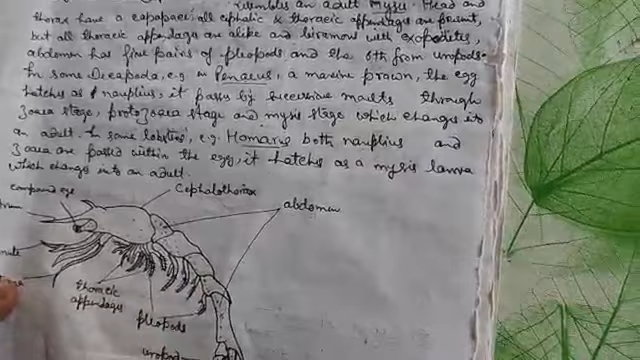 resembles an adult Mysis. Head and
thorax have a carapace; all cephalic & thoracic appendages are present,
but all thoracic appendages are alike and biramous with exopodites,
abdomen has five pairs of pleopods and the 6th from uropods.
In some Decapoda, e.g. in Penaeus, a marine prawn, the egg
hatches as nauplius; it passes by successive moults through
Zoaea stage, protozoaea stage and mysis stage which changes into
an adult. In some lobsters, e.g. Homarus both nauplius and
Zoaea are passed within the egg, it hatches as a mysis larva
which changes into an adult.
compound eye
Cephalothorax
abdomen
thoracic
appendages
pleopods
uropod